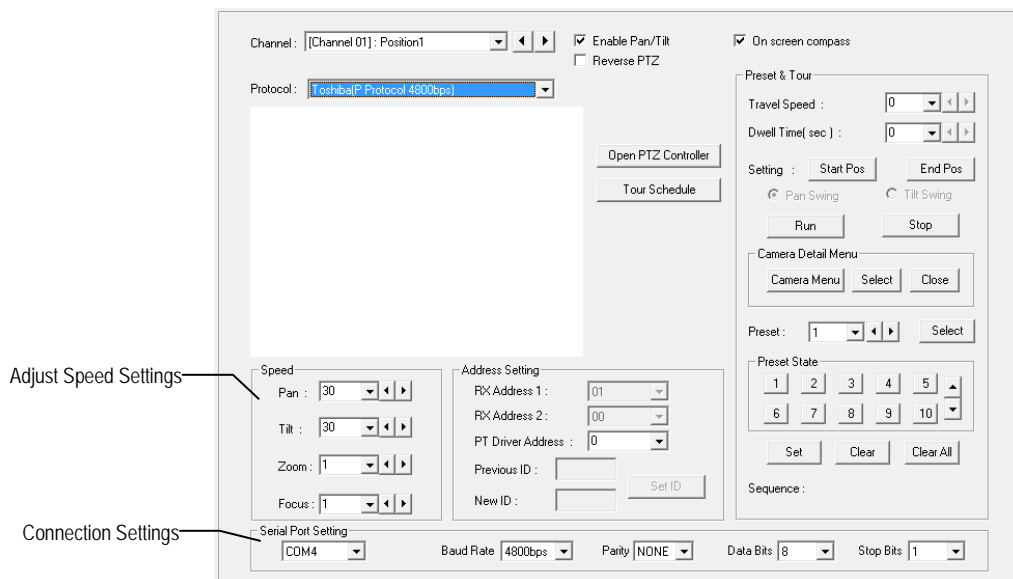 Channel : [Channel 01] : Position1
Enable Pan/Tilt
On screen compass
Reverse PTZ
Protocol : Toshiba(P Protocol 4800bps)
Open PTZ Controller
Tour Schedule
Preset & Tour
Travel Speed : 0
Dwell Time( sec ) : 0
Setting : Start Pos End Pos
Pan Swing Tilt Swing
Run Stop
Camera Detail Menu
Camera Menu Select Close
Preset : 1 Select
Preset State
1 2 3 4 5
6 7 8 9 10
Set Clear Clear All
Sequence :
Adjust Speed Settings
Speed
Pan : 30
Tilt : 30
Zoom : 1
Focus : 1
Address Setting
RX Address 1 : 01
RX Address 2 : 00
PT Driver Address : 0
Previous ID :
New ID :
Set ID
Connection Settings
Serial Port Setting
COM4 Baud Rate 4800bps Parity NONE Data Bits 8 Stop Bits 1